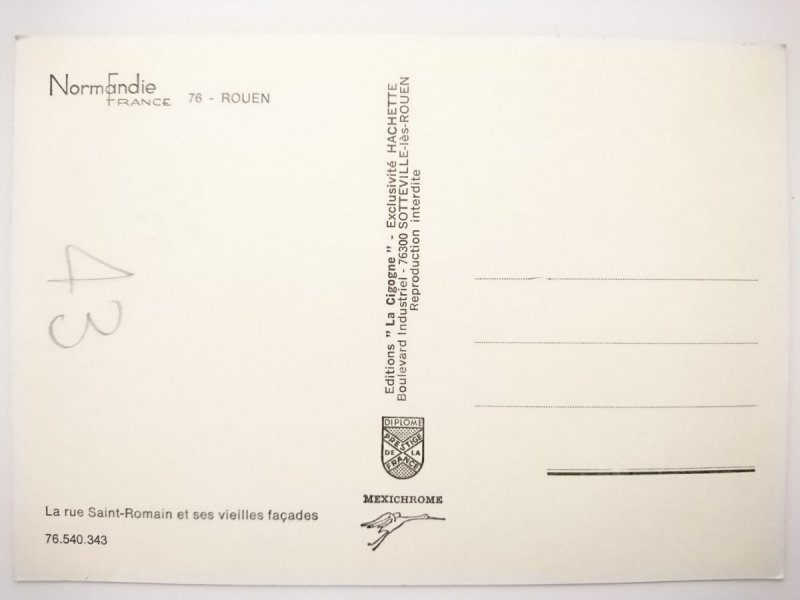 Normandie
FRANCE
76 - ROUEN
43
Editions " La Cigogne " - Exclusivité HACHETTE
Boulevard Industriel - 76300 SOTTEVILLE-lès-ROUEN
Reproduction interdite
DIPLOME
PRESTIGE
DE LA
FRANCE
MEXICHROME
La rue Saint-Romain et ses vieilles façades
76.540.343